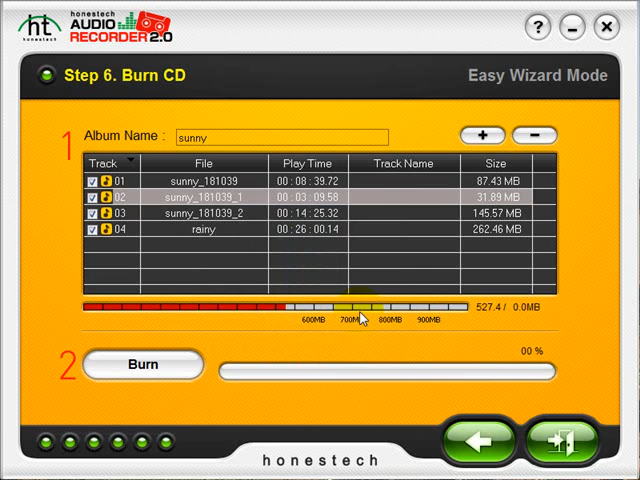 ht
honestech
honestech
AUDIO
RECORDER 2.0
? – ×
Step 6. Burn CD
Easy Wizard Mode
1
Album Name : sunny
+ −
Track File Play Time Track Name Size
01 sunny_181039 00 : 08 : 39.72 87.43 MB
02 sunny_181039_1 00 : 03 : 09.58 31.89 MB
03 sunny_181039_2 00 : 14 : 25.32 145.57 MB
04 rainy 00 : 26 : 00.14 262.46 MB
527.4 / 0.0MB
600MB 700MB 800MB 900MB
2
Burn
00 %
honestech